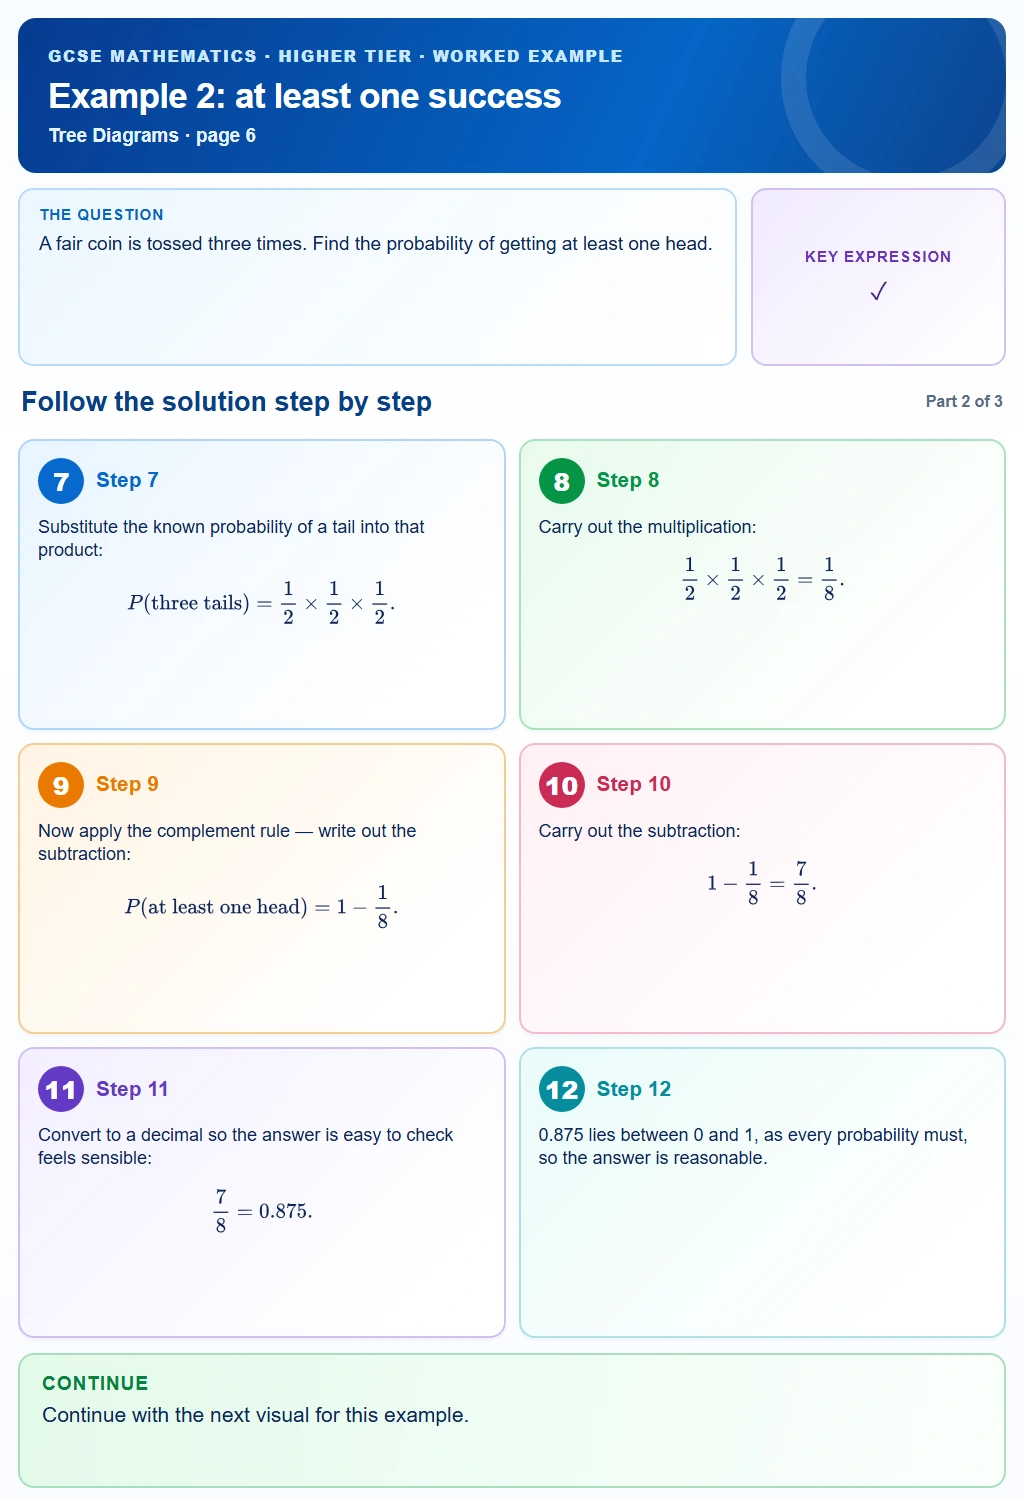 GCSE MATHEMATICS · HIGHER TIER · WORKED EXAMPLE
Example 2: at least one success
Tree Diagrams · page 6
THE QUESTION
A fair coin is tossed three times. Find the probability of getting at least one head.
KEY EXPRESSION
✓
Follow the solution step by step
Part 2 of 3
7 Step 7
Substitute the known probability of a tail into that
product:
P(three tails) = 1/2 × 1/2 × 1/2.
8 Step 8
Carry out the multiplication:
1/2 × 1/2 × 1/2 = 1/8.
9 Step 9
Now apply the complement rule — write out the
subtraction:
P(at least one head) = 1 − 1/8.
10 Step 10
Carry out the subtraction:
1 − 1/8 = 7/8.
11 Step 11
Convert to a decimal so the answer is easy to check
feels sensible:
7/8 = 0.875.
12 Step 12
0.875 lies between 0 and 1, as every probability must,
so the answer is reasonable.
CONTINUE
Continue with the next visual for this example.